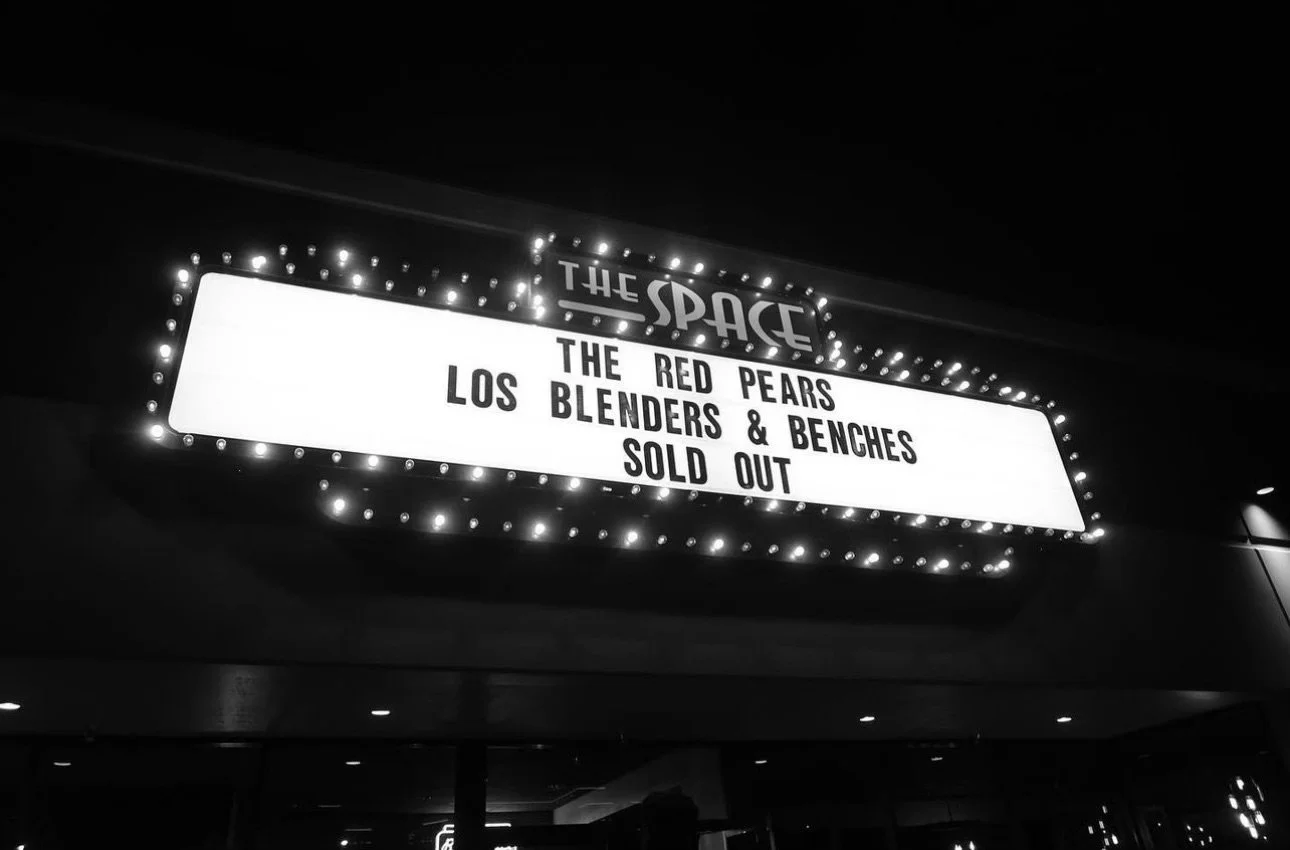 THE SPACE
THE RED PEARS
LOS BLENDERS & BENCHES
SOLD OUT